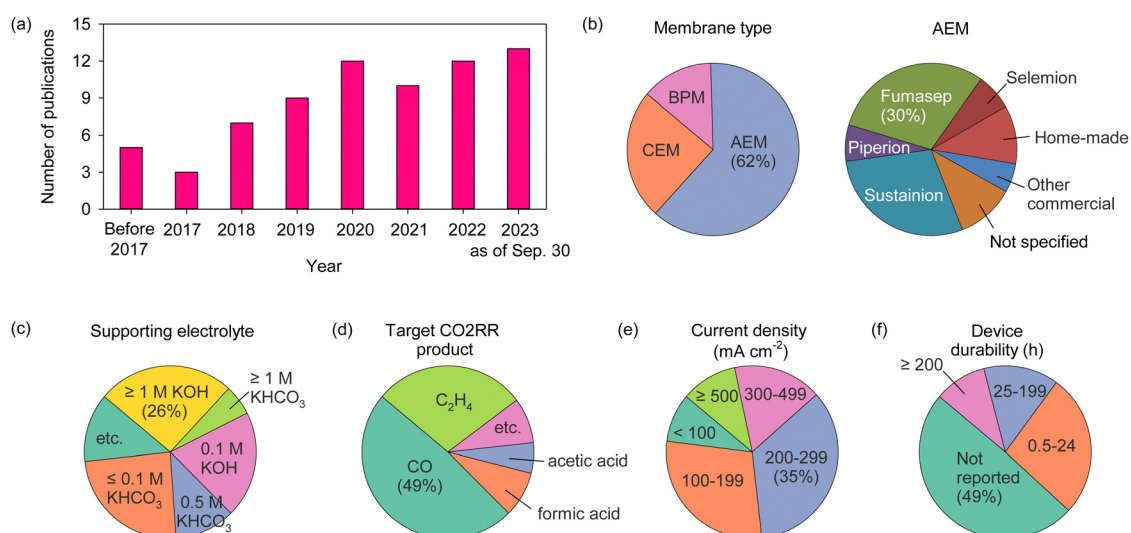 (a)
Number of publications
15
12
9
6
3
0
Before
2017
2017
2018
2019
2020
2021
2022
2023
as of Sep. 30
Year
(b)
Membrane type
BPM
CEM
AEM
(62%)
AEM
Fumasep
(30%)
Selemion
Home-made
Piperion
Other
commercial
Sustainion
Not specified
(c)
Supporting electrolyte
≥ 1 M KOH
(26%)
≥ 1 M
KHCO₃
etc.
0.1 M
KOH
≤ 0.1 M
KHCO₃
0.5 M
KHCO₃
(d)
Target CO2RR
product
C₂H₄
etc.
CO
(49%)
acetic acid
formic acid
(e)
Current density
(mA cm⁻²)
≥ 500
300-499
< 100
100-199
200-299
(35%)
(f)
Device
durability (h)
≥ 200
25-199
0.5-24
Not
reported
(49%)